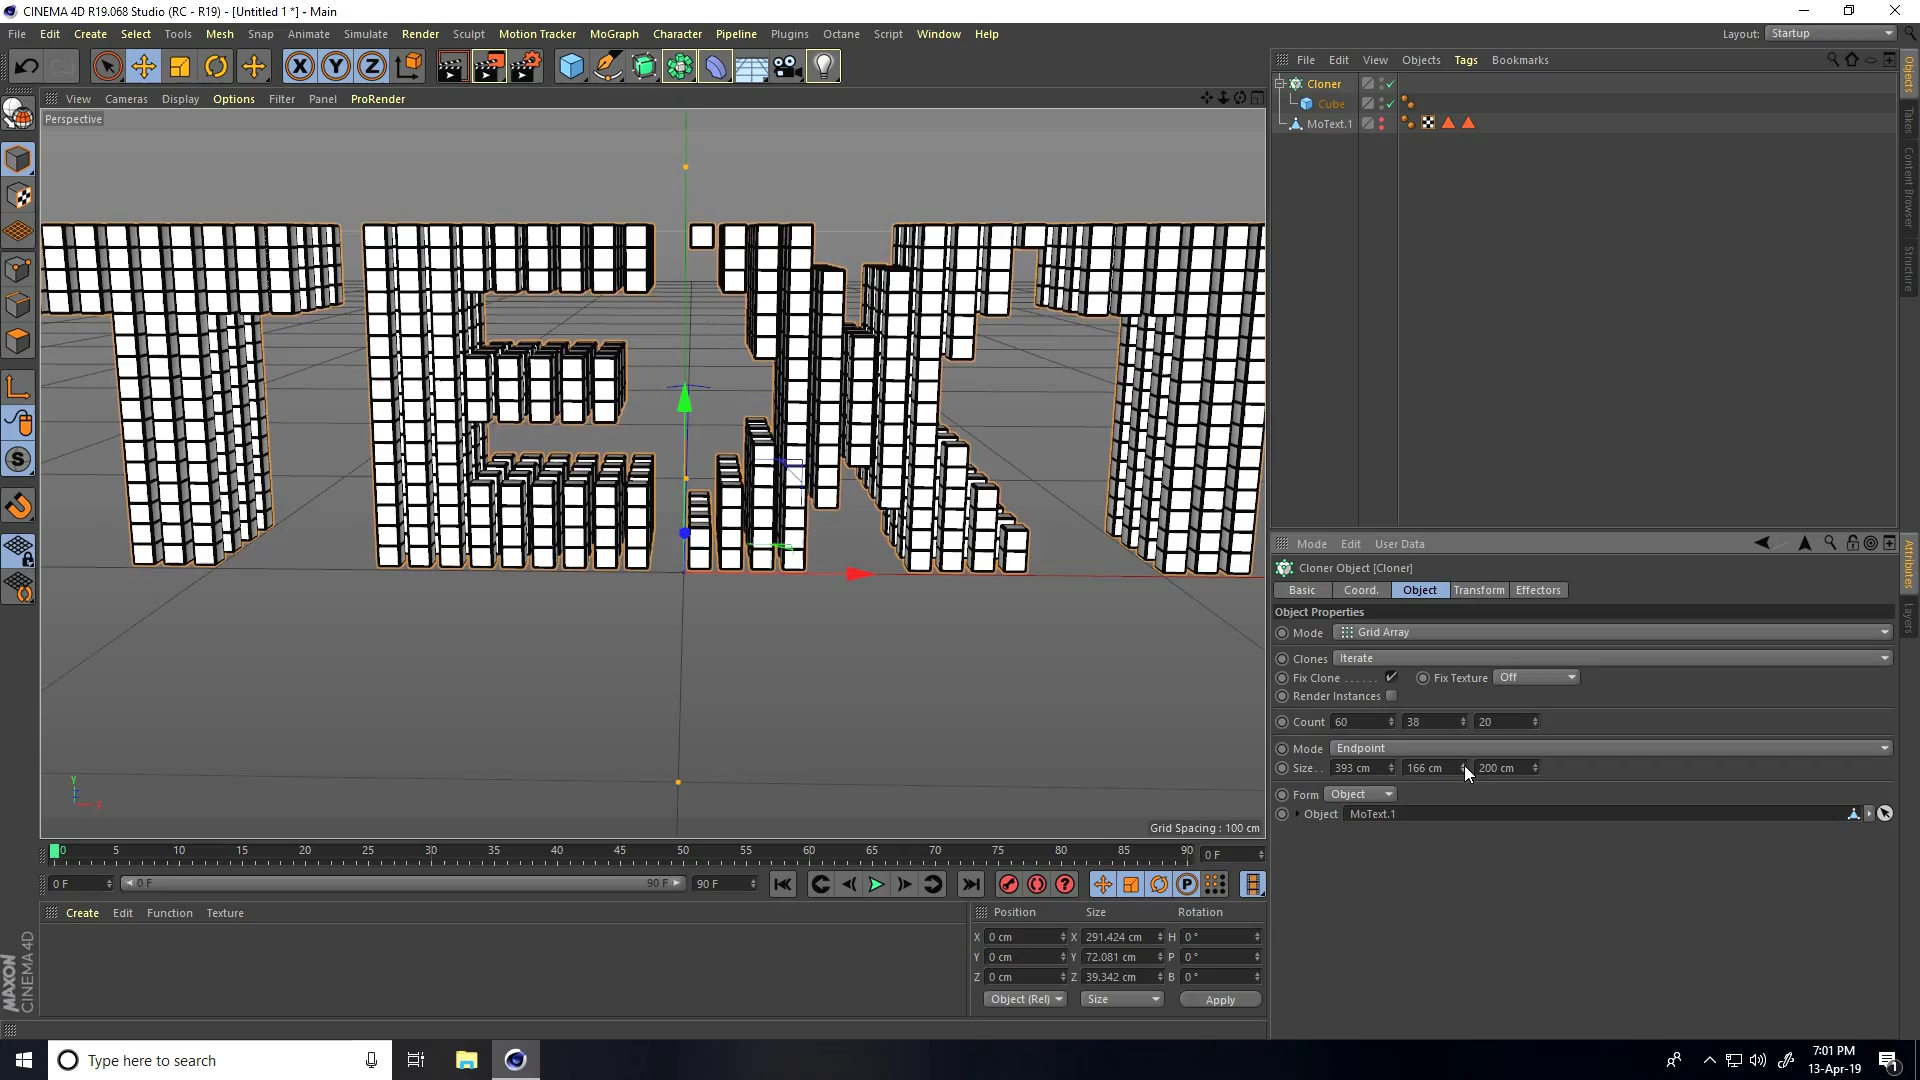 CINEMA 4D R19.068 Studio (RC - R19) - [Untitled 1 *] - Main
File Edit Create Select Tools Mesh Snap Animate Simulate Render Sculpt Motion Tracker MoGraph Character Pipeline Plugins Octane Script Window Help
Layout: Startup
View Cameras Display Options Filter Panel ProRender
Perspective
Grid Spacing : 100 cm
File Edit View Objects Tags Bookmarks
Cloner
Cube
MoText.1
Objects
Takes
Content Browser
Structure
Mode Edit User Data
Cloner Object [Cloner]
Basic Coord. Object Transform Effectors
Object Properties
Mode Grid Array
Clones Iterate
Fix Clone . . . . . . Fix Texture Off
Render Instances
Count 60 38 20
Mode Endpoint
Size. . 393 cm 166 cm 200 cm
Form Object
Object MoText.1
Attributes
Layers
0 5 10 15 20 25 30 35 40 45 50 55 60 65 70 75 80 85 90 0 F
0 F 0 F 90 F 90 F
Create Edit Function Texture
Position Size Rotation
X 0 cm X 291.424 cm H 0 °
Y 0 cm Y 72.081 cm P 0 °
Z 0 cm Z 39.342 cm B 0 °
Object (Rel) Size Apply
MAXON
CINEMA 4D
Type here to search
7:01 PM
13-Apr-19
1